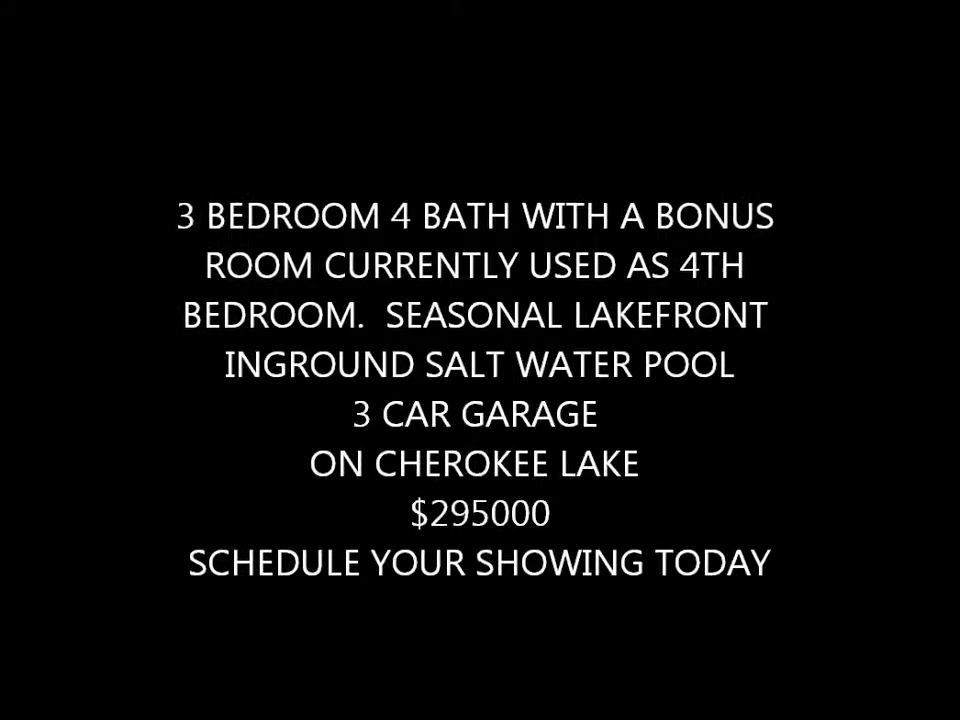 3 BEDROOM 4 BATH WITH A BONUS
ROOM CURRENTLY USED AS 4TH
BEDROOM.  SEASONAL LAKEFRONT
INGROUND SALT WATER POOL
3 CAR GARAGE
ON CHEROKEE LAKE
$295000
SCHEDULE YOUR SHOWING TODAY